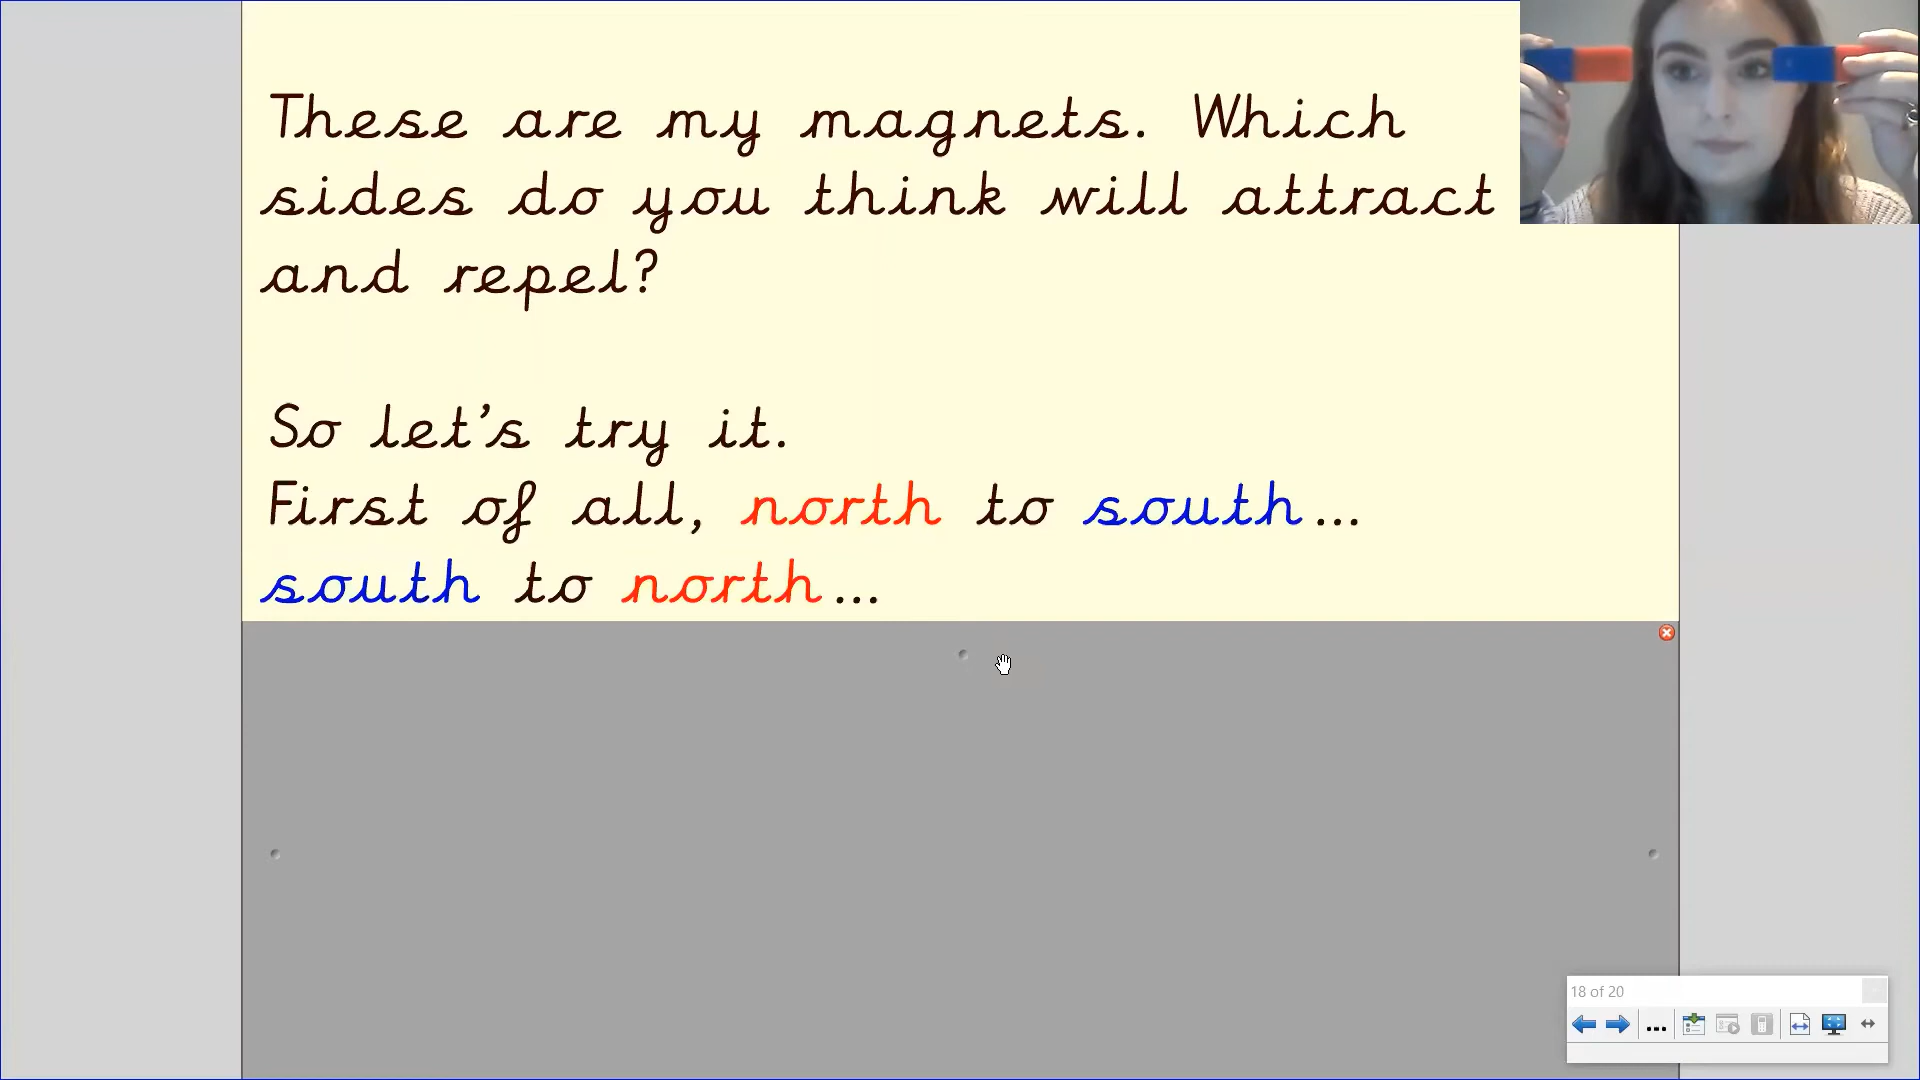 These are my magnets. Which
sides do you think will attract
and repel?
So let's try it.
First of all, north to south...
south to north...
18 of 20